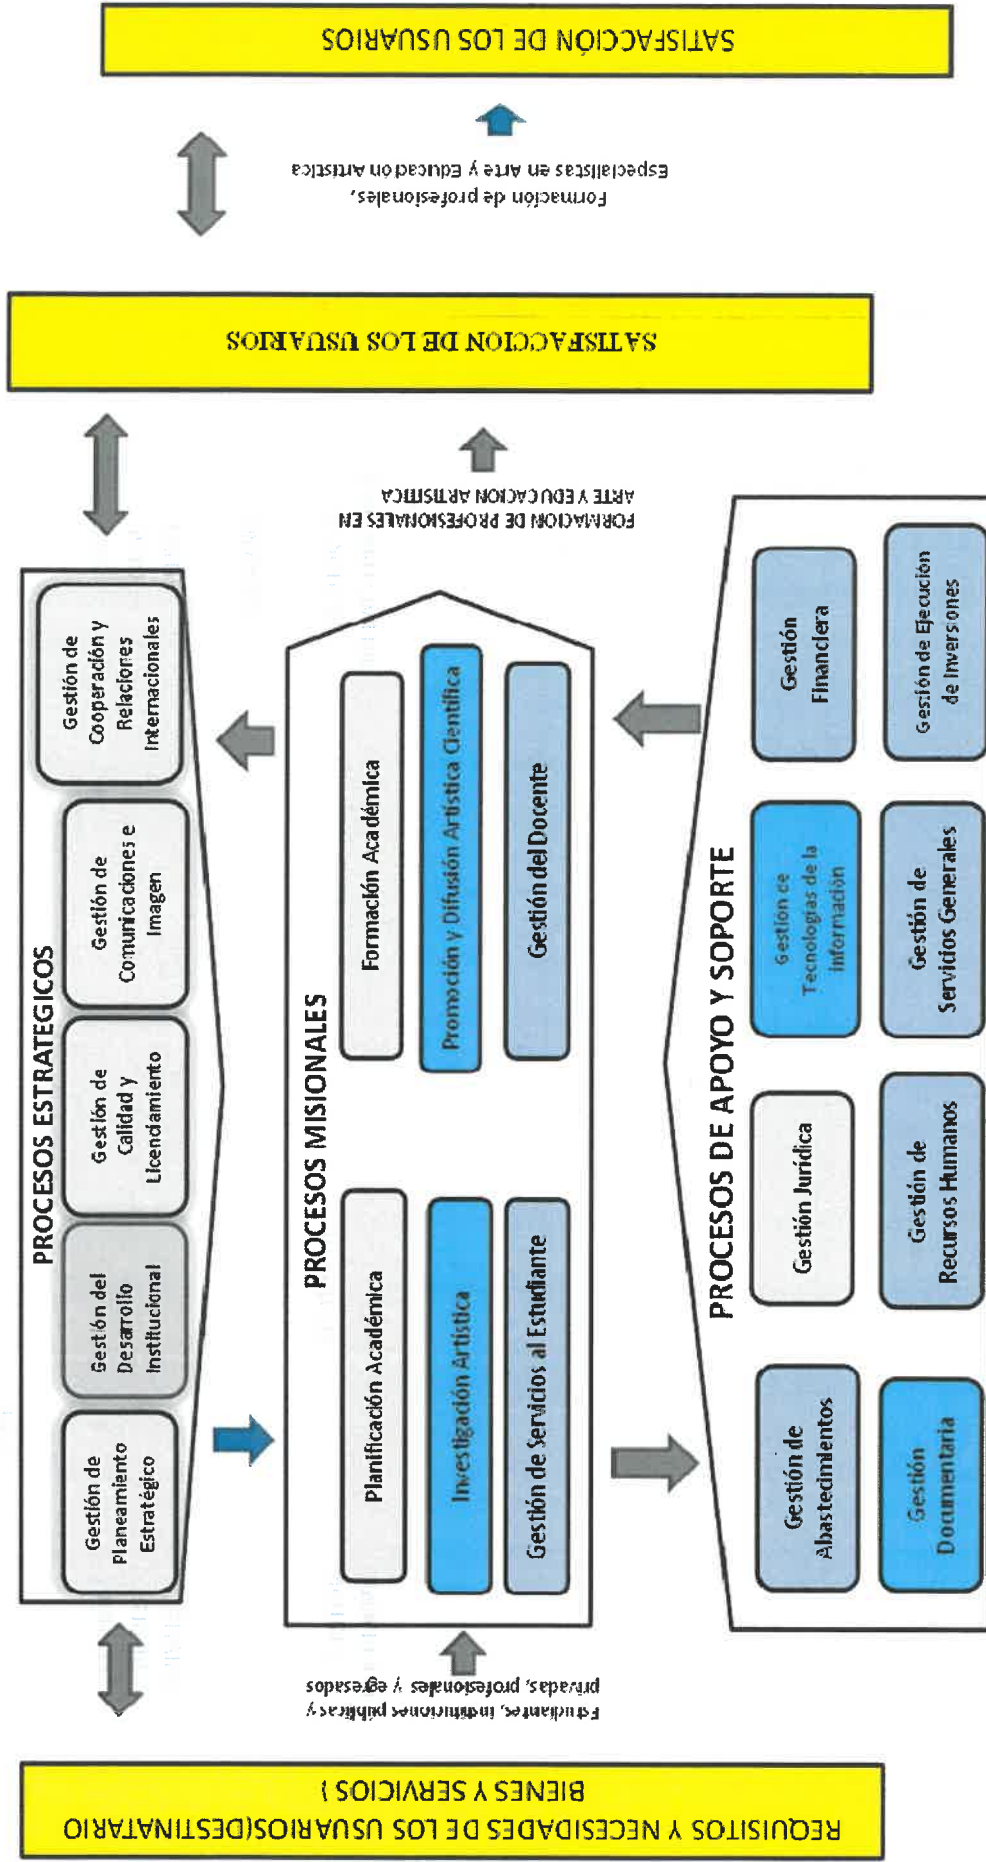 REQUISITOS Y NECESIDADES DE LOS USUARIOS(DESTINATARIO
BIENES Y SERVICIOS )
Estudiantes, instituciones públicas y
privadas, profesionales y egresados
PROCESOS ESTRATEGICOS
Gestión de
Planeamiento
Estratégico
Gestión del
Desarrollo
Institucional
Gestión de
Calidad y
Licenciamiento
Gestión de
Comunicaciones e
Imagen
Gestión de
Cooperación y
Relaciones
Internacionales
PROCESOS MISIONALES
Planificación Académica
Formación Académica
Investigación Artística
Promoción y Difusión Artística Científica
Gestión de Servicios al Estudiante
Gestión del Docente
PROCESOS DE APOYO Y SOPORTE
Gestión de
Abastecimientos
Gestión Jurídica
Gestión de
Tecnologías de la
Información
Gestión
Financiera
Gestión
Documentaria
Gestión de
Recursos Humanos
Gestión de
Servicios Generales
Gestión de Ejecución
de Inversiones
FORMACION DE PROFESIONALES EN
ARTE Y EDUCACION ARTISITICA
SATISFACCION DE LOS USUARIOS
Formación de profesionales,
Especialistas en Arte y Educación Artística
SATISFACCIÓN DE LOS USUARIOS